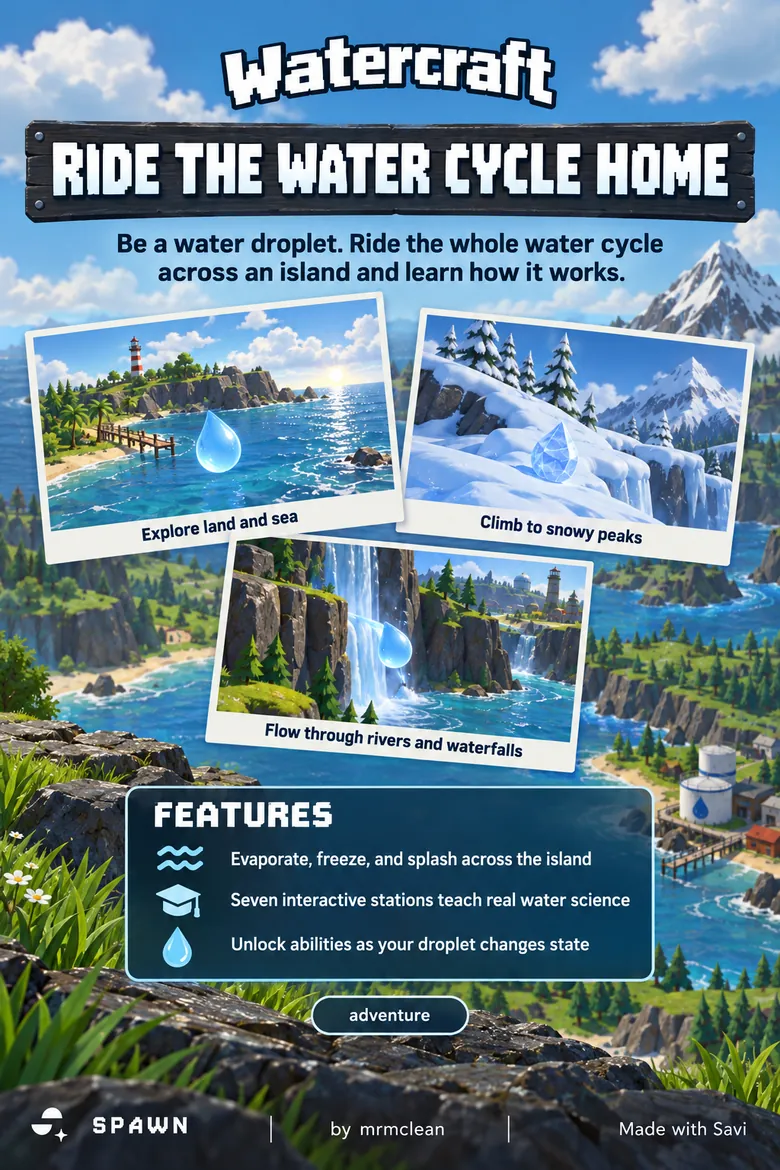 Watercraft
RIDE THE WATER CYCLE HOME
Be a water droplet. Ride the whole water cycle
across an island and learn how it works.
Explore land and sea
Climb to snowy peaks
Flow through rivers and waterfalls
FEATURES
Evaporate, freeze, and splash across the island
Seven interactive stations teach real water science
Unlock abilities as your droplet changes state
adventure
SPAWN
by mrmclean
Made with Savi